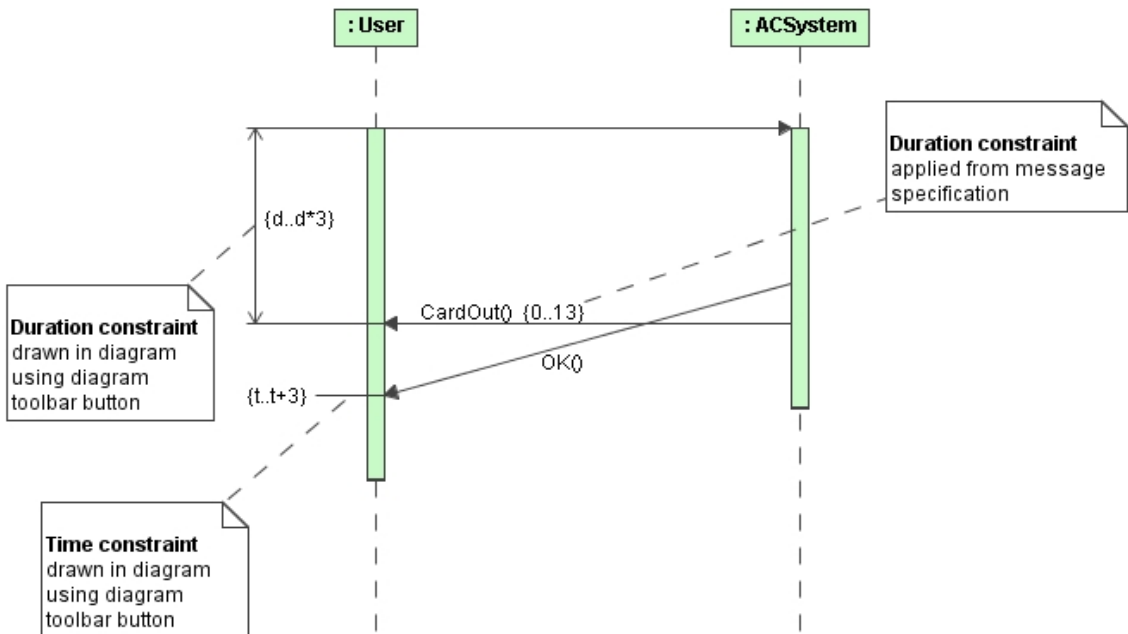 : User
: ACSystem
Duration constraint
applied from message
specification
{d..d*3}
CardOut() {0..13}
Duration constraint
drawn in diagram
using diagram
toolbar button
OK()
{t..t+3}
Time constraint
drawn in diagram
using diagram
toolbar button